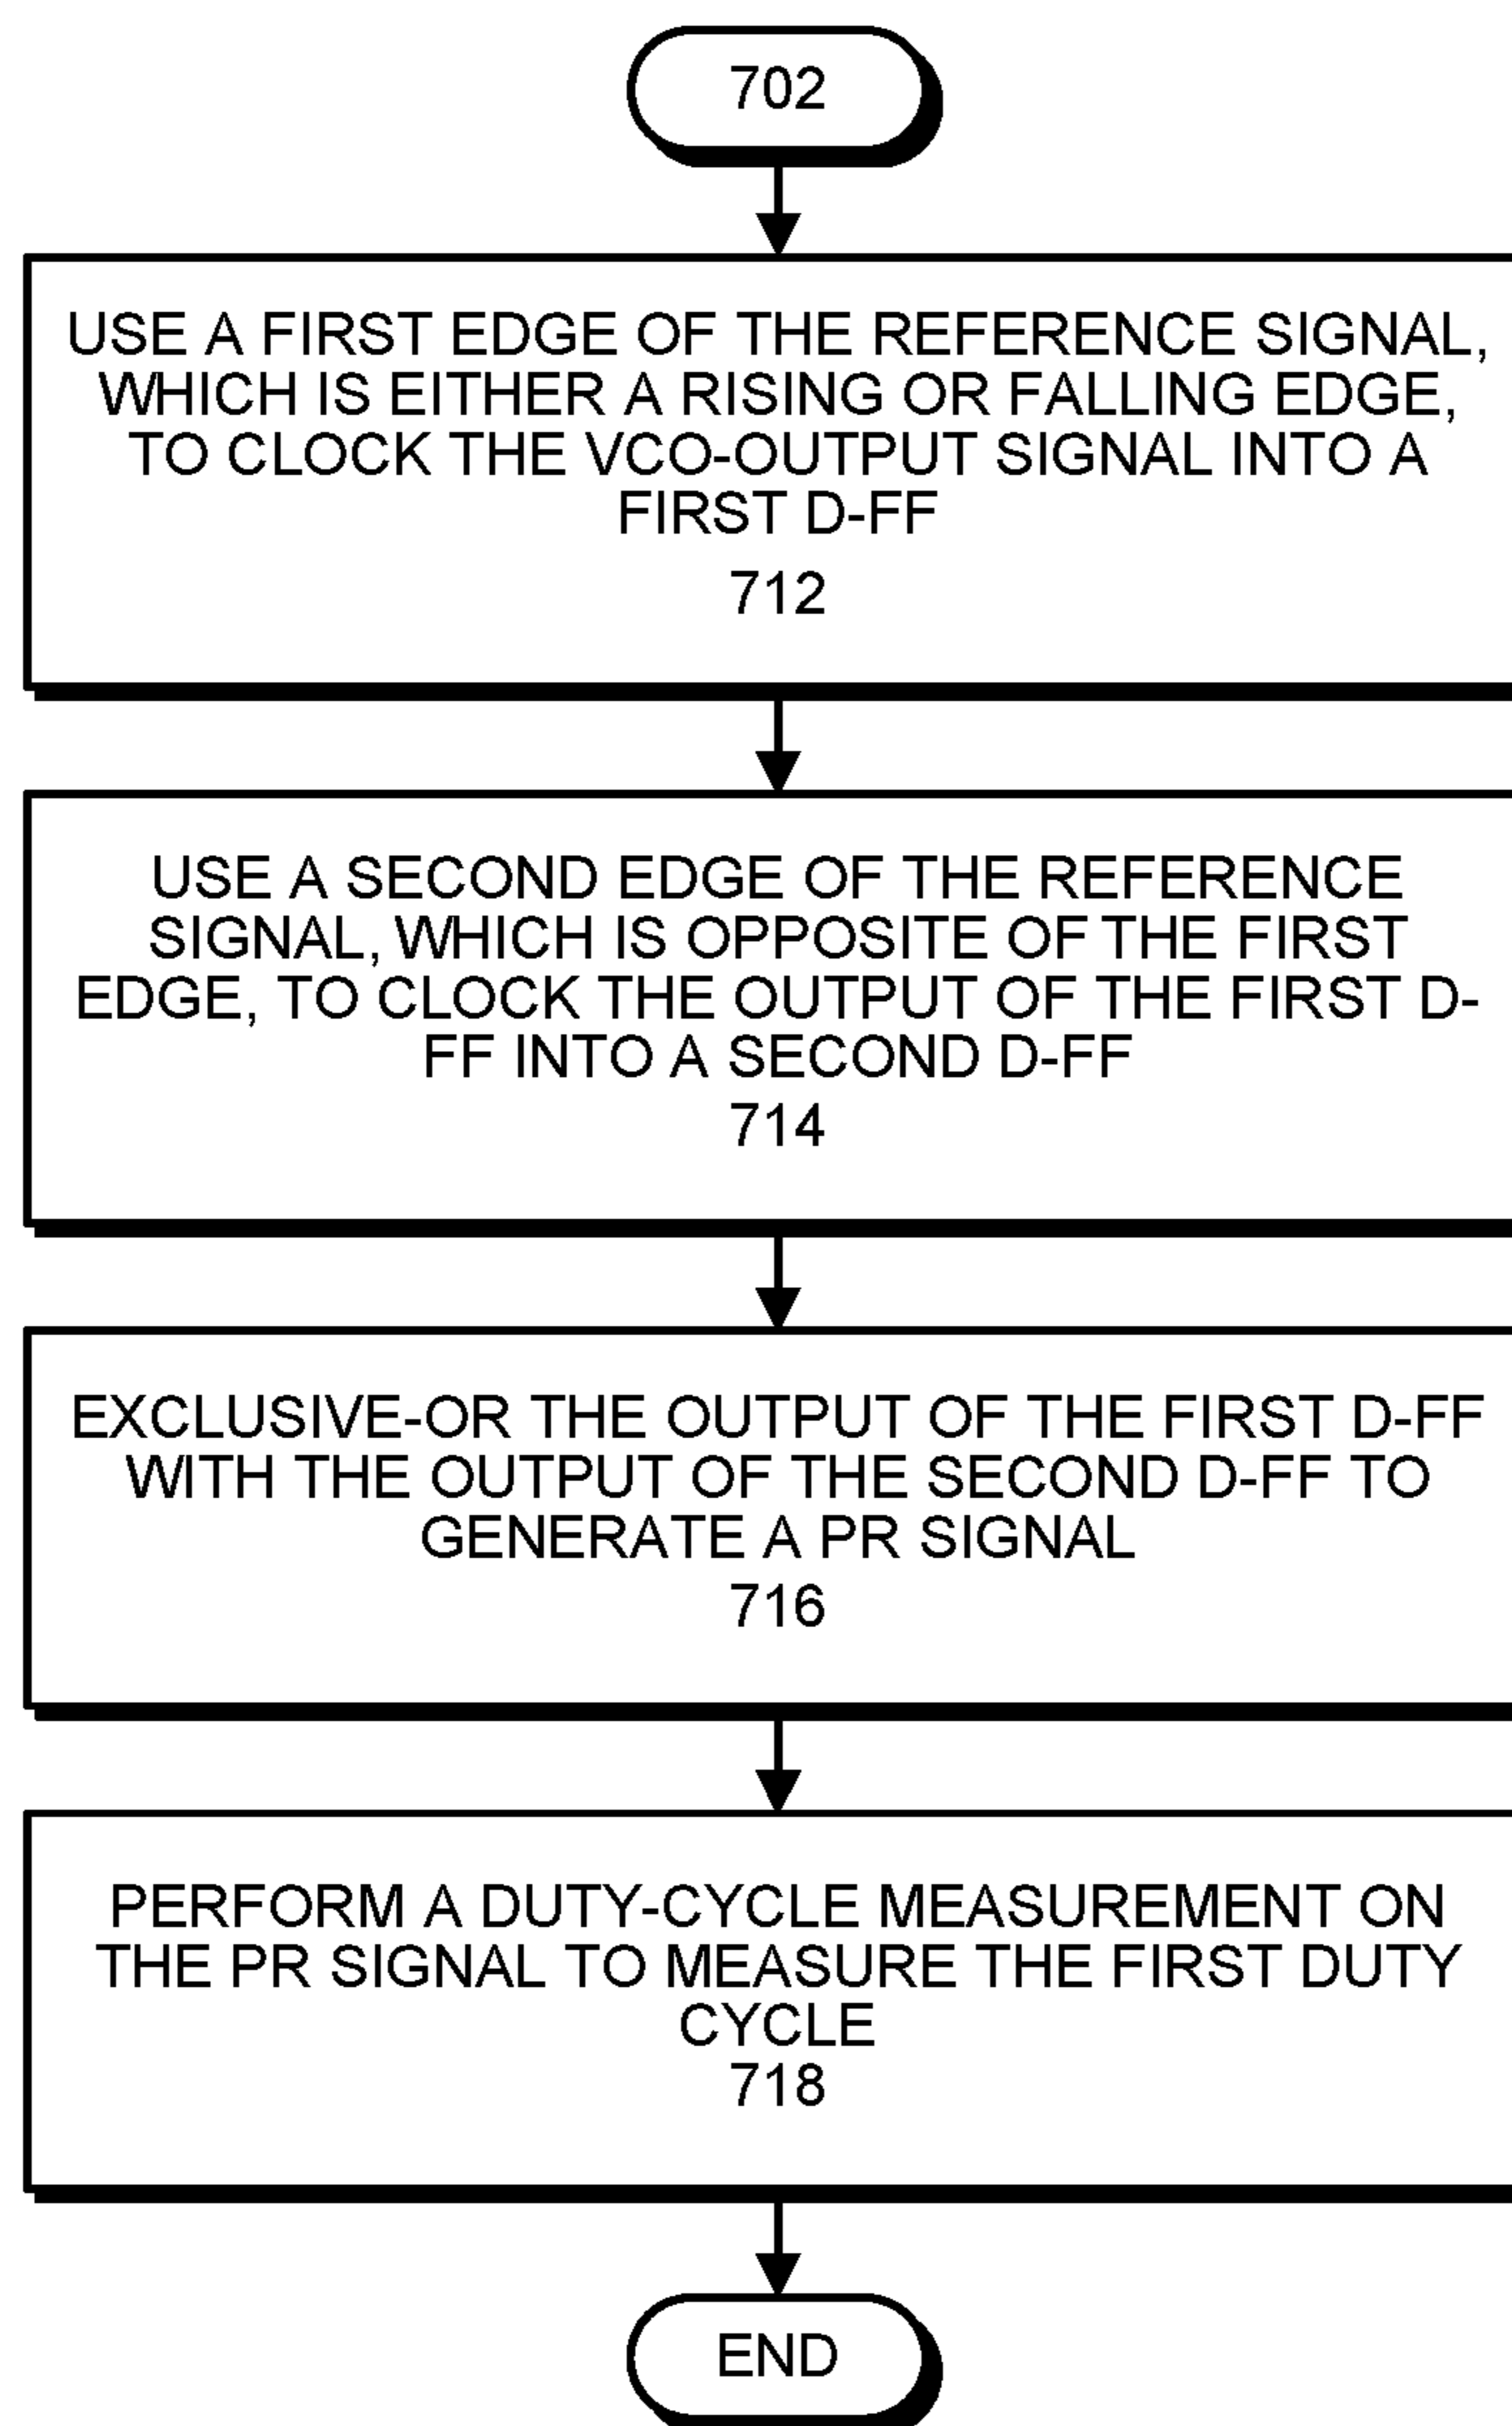 702
USE A FIRST EDGE OF THE REFERENCE SIGNAL,
WHICH IS EITHER A RISING OR FALLING EDGE,
TO CLOCK THE VCO-OUTPUT SIGNAL INTO A
FIRST D-FF
712
USE A SECOND EDGE OF THE REFERENCE
SIGNAL, WHICH IS OPPOSITE OF THE FIRST
EDGE, TO CLOCK THE OUTPUT OF THE FIRST D-
FF INTO A SECOND D-FF
714
EXCLUSIVE-OR THE OUTPUT OF THE FIRST D-FF
WITH THE OUTPUT OF THE SECOND D-FF TO
GENERATE A PR SIGNAL
716
PERFORM A DUTY-CYCLE MEASUREMENT ON
THE PR SIGNAL TO MEASURE THE FIRST DUTY
CYCLE
718
END